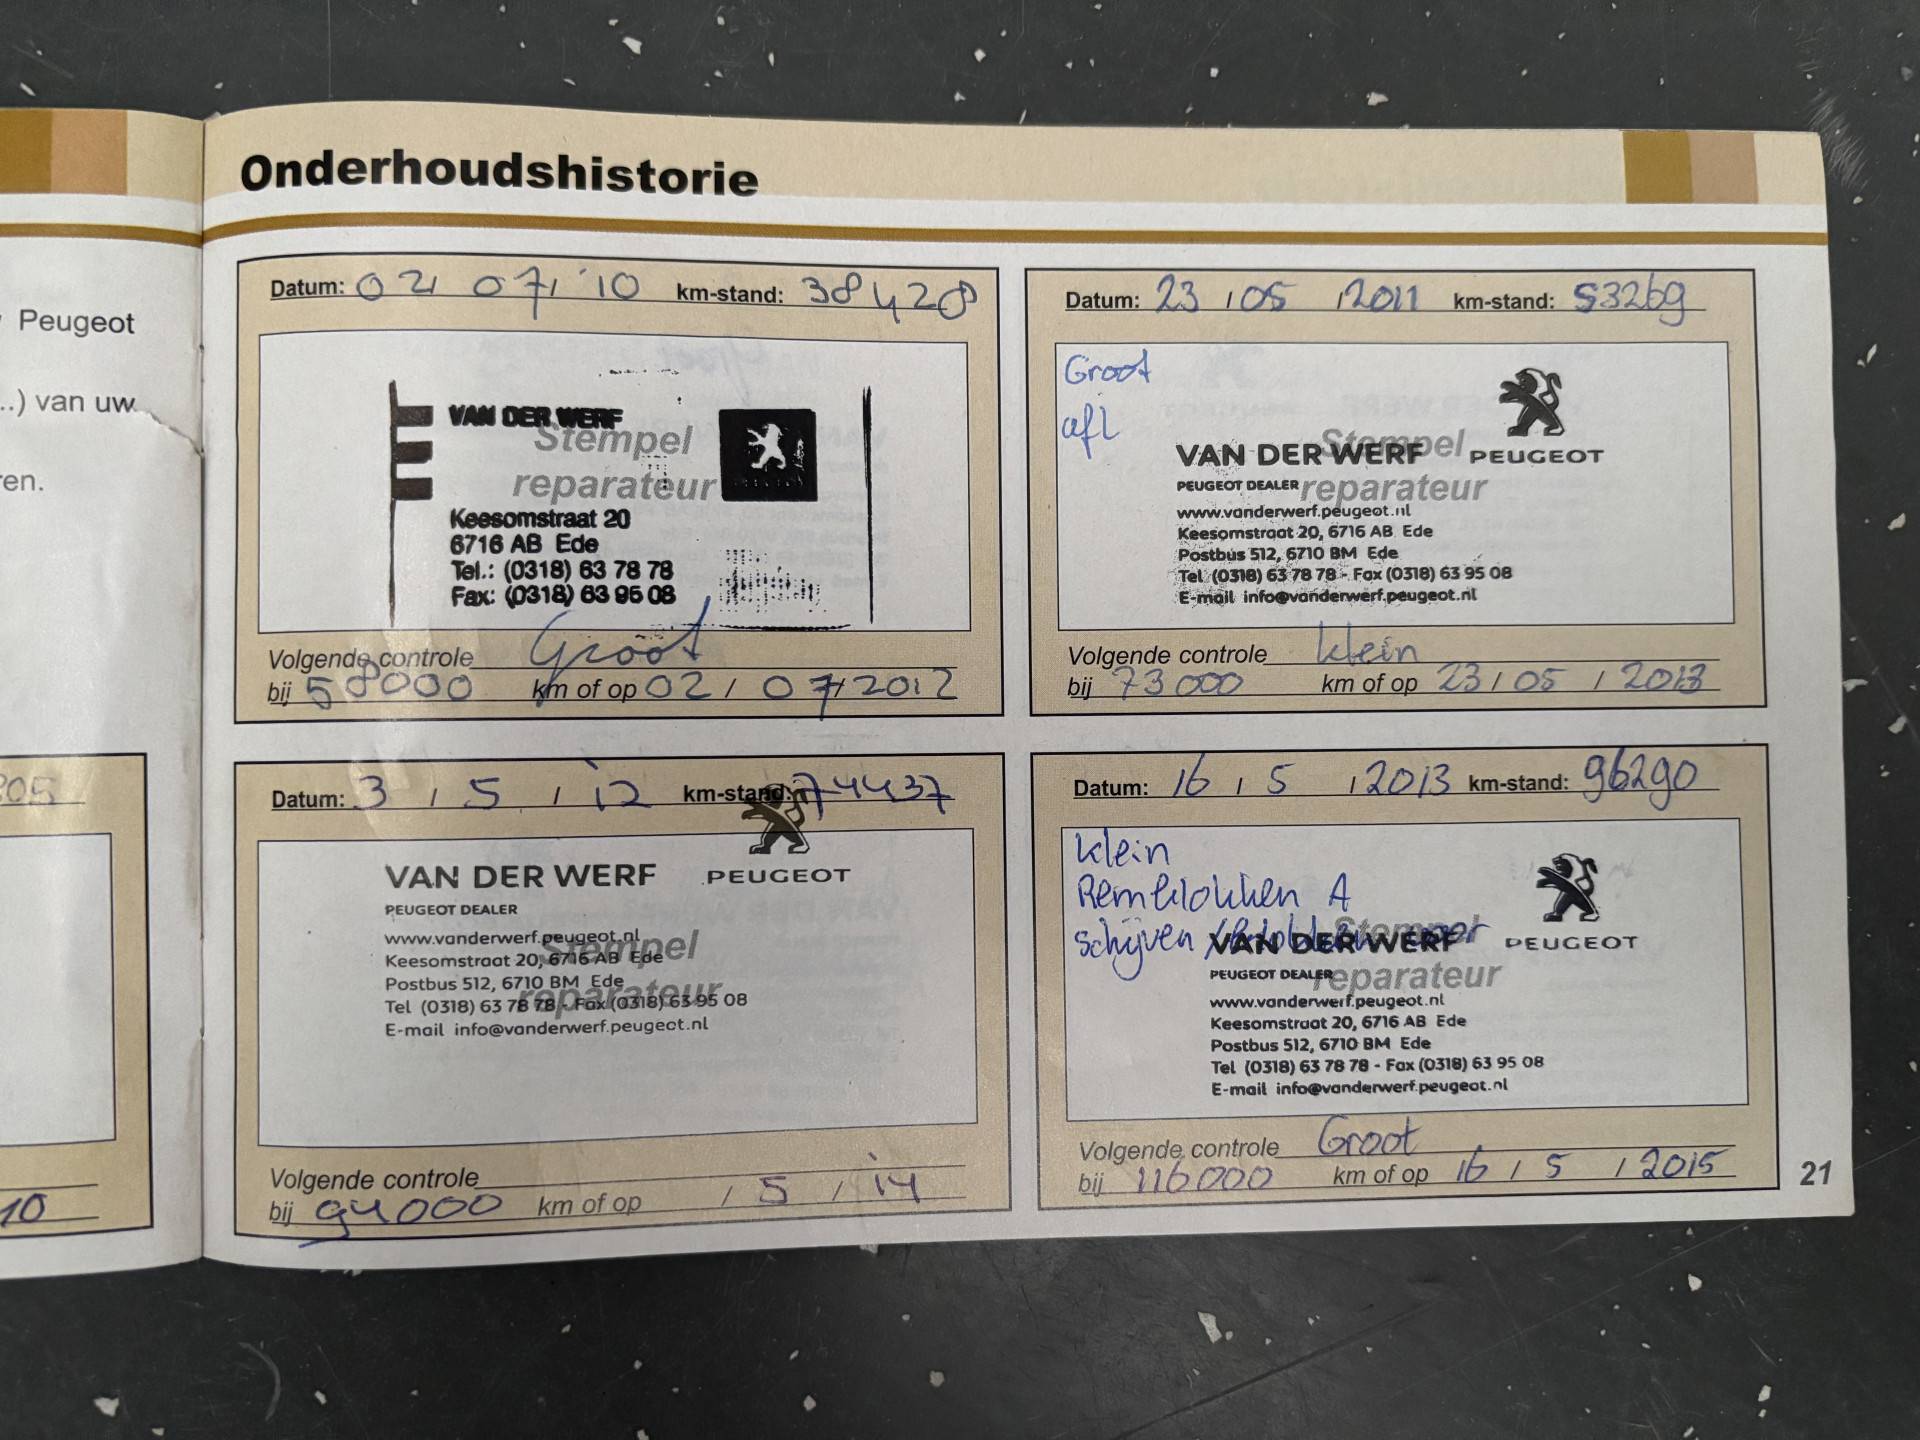 Peugeot
..) van uw
ren.
805
10
Onderhoudshistorie
Datum: 02 / 07 / '10 km-stand: 38428
VAN DER WERF
Stempel
reparateur
Keesomstraat 20
6716 AB Ede
Tel.: (0318) 63 78 78
Fax: (0318) 63 95 08
Volgende controle Groot
bij 58000 km of op 02 / 07 / 2012
Datum: 23 / 05 / 2011 km-stand: 53269
Groot
afl
Stempel
VAN DER WERF PEUGEOT
PEUGEOT DEALER reparateur
www.vanderwerf.peugeot.nl
Keesomstraat 20, 6716 AB Ede
Postbus 512, 6710 BM Ede
Tel (0318) 63 78 78 - Fax (0318) 63 95 08
E-mail info@vanderwerf.peugeot.nl
Volgende controle klein
bij 73000 km of op 23 / 05 / 2013
Datum: 3 / 5 / 12 km-stand: 74437
VAN DER WERF PEUGEOT
PEUGEOT DEALER
www.vanderwerf.peugeot.nl
Stempel
Keesomstraat 20, 6716 AB Ede
Postbus 512, 6710 BM Ede
reparateur
Tel (0318) 63 78 78 - Fax (0318) 63 95 08
E-mail info@vanderwerf.peugeot.nl
Volgende controle
bij 94000 km of op / 5 / 14
Datum: 16 / 5 / 2013 km-stand: 96290
klein
Remblokken A
schijven
Stempel
VAN DER WERF PEUGEOT
PEUGEOT DEALER reparateur
www.vanderwerf.peugeot.nl
Keesomstraat 20, 6716 AB Ede
Postbus 512, 6710 BM Ede
Tel (0318) 63 78 78 - Fax (0318) 63 95 08
E-mail info@vanderwerf.peugeot.nl
Volgende controle Groot
bij 116000 km of op 16 / 5 / 2015
21